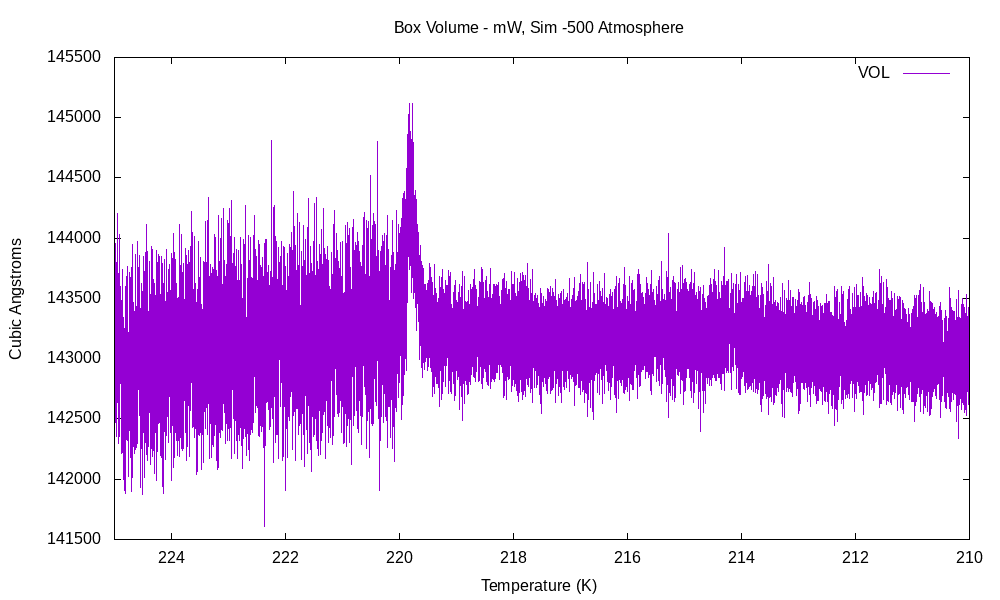 Box Volume - mW, Sim -500 Atmosphere
VOL
145500
145000
144500
144000
143500
143000
142500
142000
141500
Cubic Angstroms
224 222 220 218 216 214 212 210
Temperature (K)